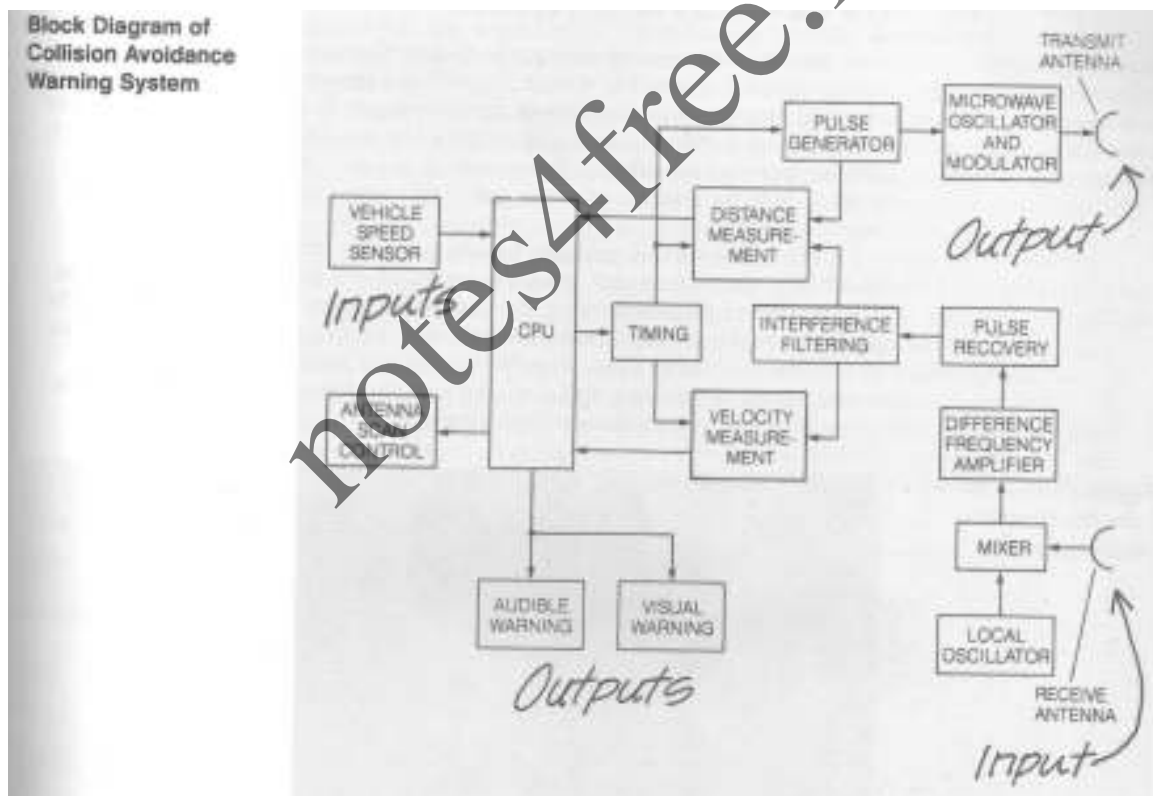 Block Diagram of
Collision Avoidance
Warning System
TRANSMIT
ANTENNA
PULSE
GENERATOR
MICROWAVE
OSCILLATOR
AND
MODULATOR
Output
VEHICLE
SPEED
SENSOR
Inputs
DISTANCE
MEASURE-
MENT
CPU
TIMING
INTERFERENCE
FILTERING
PULSE
RECOVERY
ANTENNA
SCAN
CONTROL
VELOCITY
MEASURE-
MENT
DIFFERENCE
FREQUENCY
AMPLIFIER
MIXER
AUDIBLE
WARNING
VISUAL
WARNING
LOCAL
OSCILLATOR
Outputs
RECEIVE
ANTENNA
Input
notes4free.